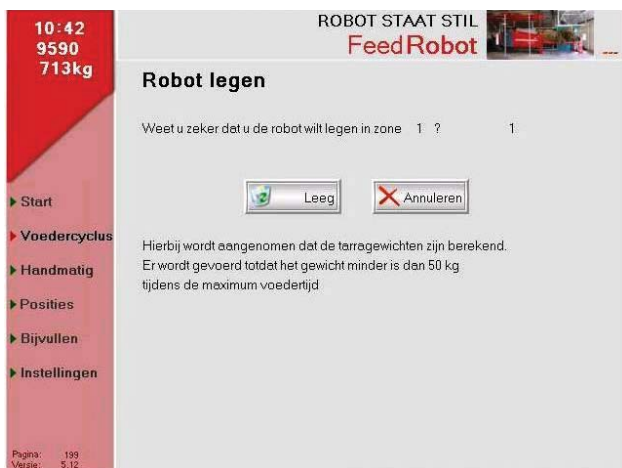 10:42
9590
713kg
ROBOT STAAT STIL
FeedRobot
...
Robot legen
Weet u zeker dat u de robot wilt legen in zone 1 ? 1
Leeg
Annuleren
Hierbij wordt aangenomen dat de tarragewichten zijn berekend.
Er wordt gevoerd totdat het gewicht minder is dan 50 kg
tijdens de maximum voedertijd
Start
Voedercyclus
Handmatig
Posities
Bijvullen
Instellingen
Pagina: 199
Versie: 5.12